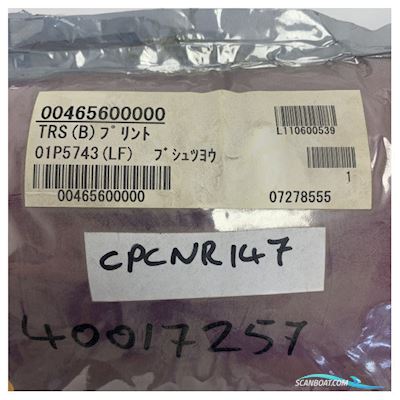 00465600000
TRS(B)ﾌﾟﾘﾝﾄ
L110600539
01P5743(LF) ﾌﾞｼｭﾂﾖｳ
1
00465600000
07278555
CPCNR147
40017257
SCANBOAT.COM